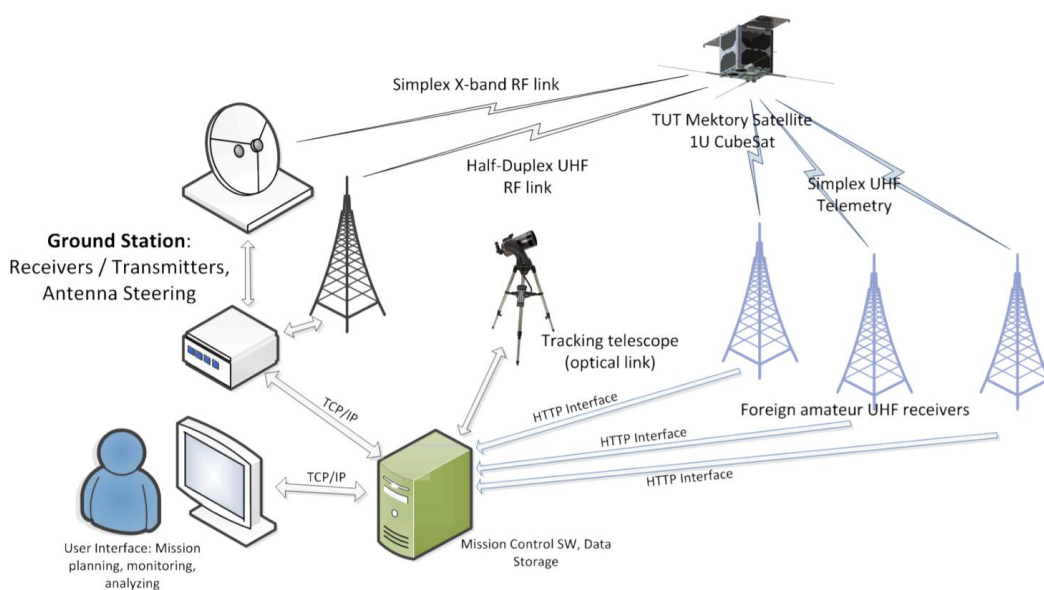 Simplex X-band RF link
TUT Mektory Satellite
1U CubeSat
Half-Duplex UHF
RF link
Simplex UHF
Telemetry
Ground Station:
Receivers / Transmitters,
Antenna Steering
Tracking telescope
(optical link)
TCP/IP
HTTP Interface
Foreign amateur UHF receivers
HTTP Interface
HTTP Interface
TCP/IP
User Interface: Mission
planning, monitoring,
analyzing
Mission Control SW, Data
Storage